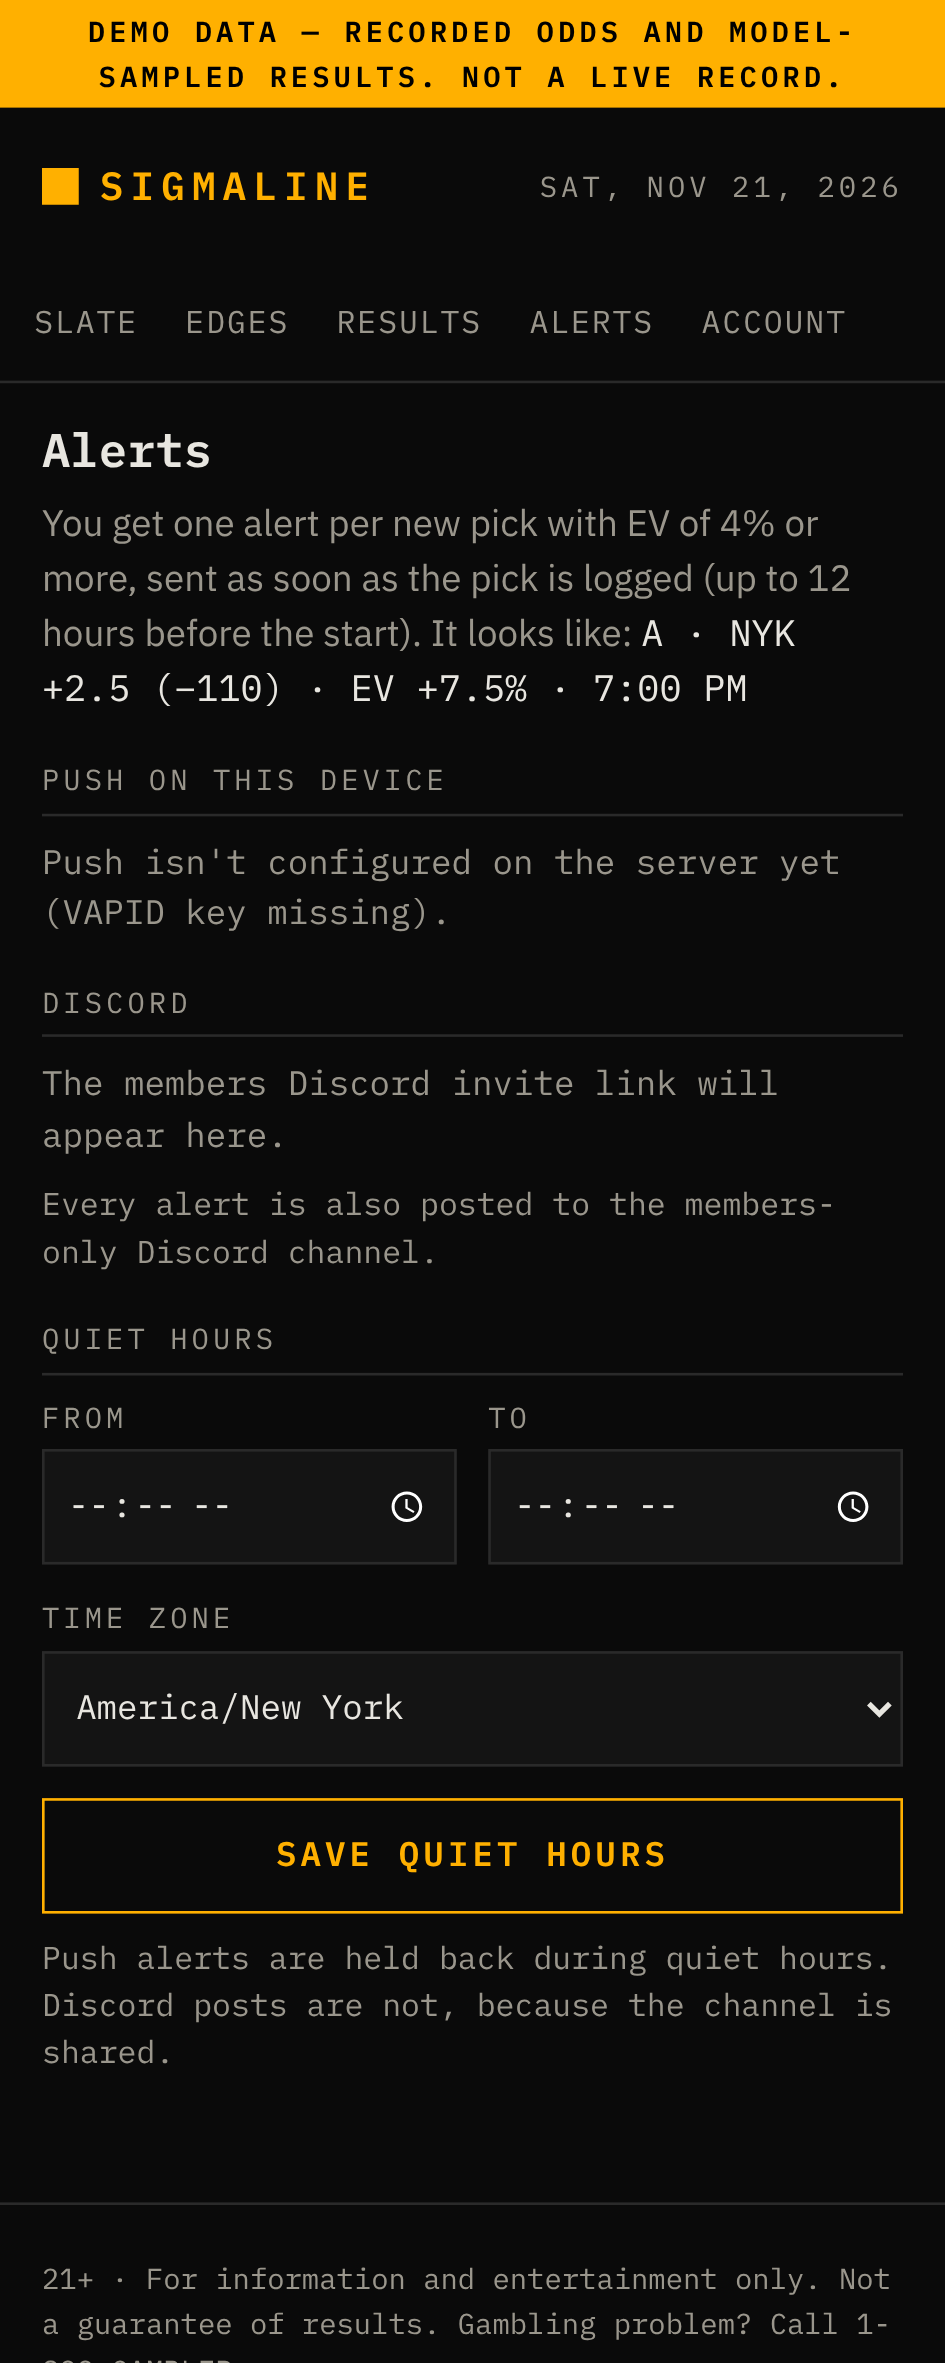 DEMO DATA — RECORDED ODDS AND MODEL-
SAMPLED RESULTS. NOT A LIVE RECORD.
SIGMALINE
SAT, NOV 21, 2026
SLATE EDGES RESULTS ALERTS ACCOUNT
Alerts
You get one alert per new pick with EV of 4% or
more, sent as soon as the pick is logged (up to 12
hours before the start). It looks like: A · NYK
+2.5 (−110) · EV +7.5% · 7:00 PM
PUSH ON THIS DEVICE
Push isn't configured on the server yet
(VAPID key missing).
DISCORD
The members Discord invite link will
appear here.
Every alert is also posted to the members-
only Discord channel.
QUIET HOURS
FROM TO
--:-- -- --:-- --
TIME ZONE
America/New York
SAVE QUIET HOURS
Push alerts are held back during quiet hours.
Discord posts are not, because the channel is
shared.
21+ · For information and entertainment only. Not
a guarantee of results. Gambling problem? Call 1-